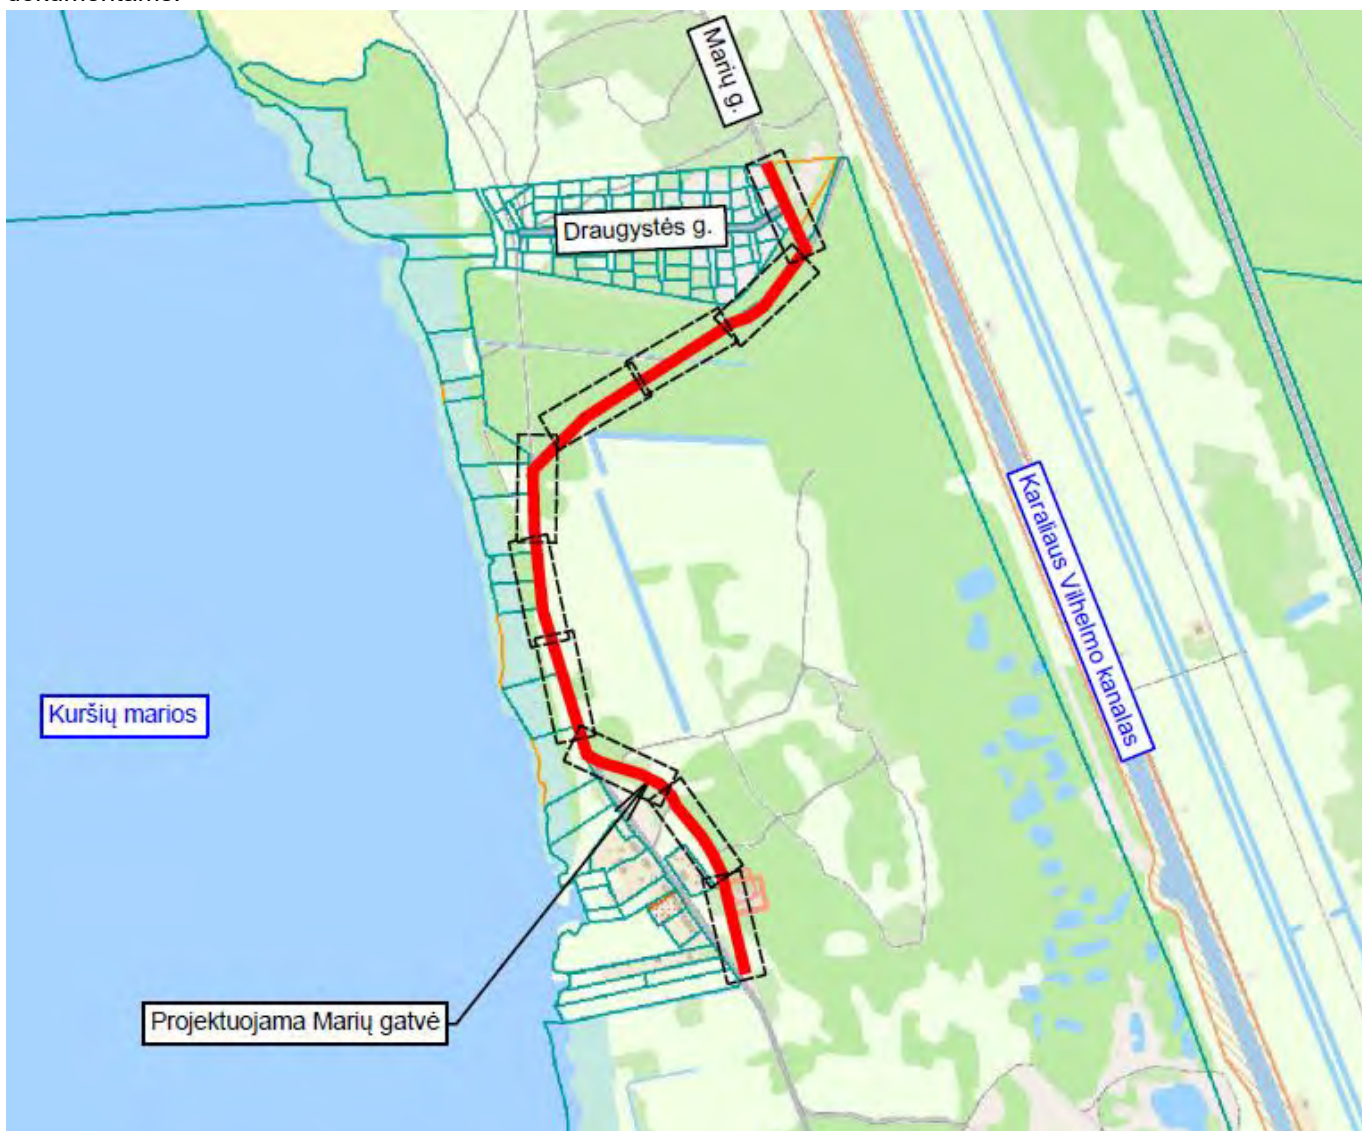 Marių g.
Draugystės g.
Karaliaus Vilhelmo kanalas
Kuršių marios
Projektuojama Marių gatvė